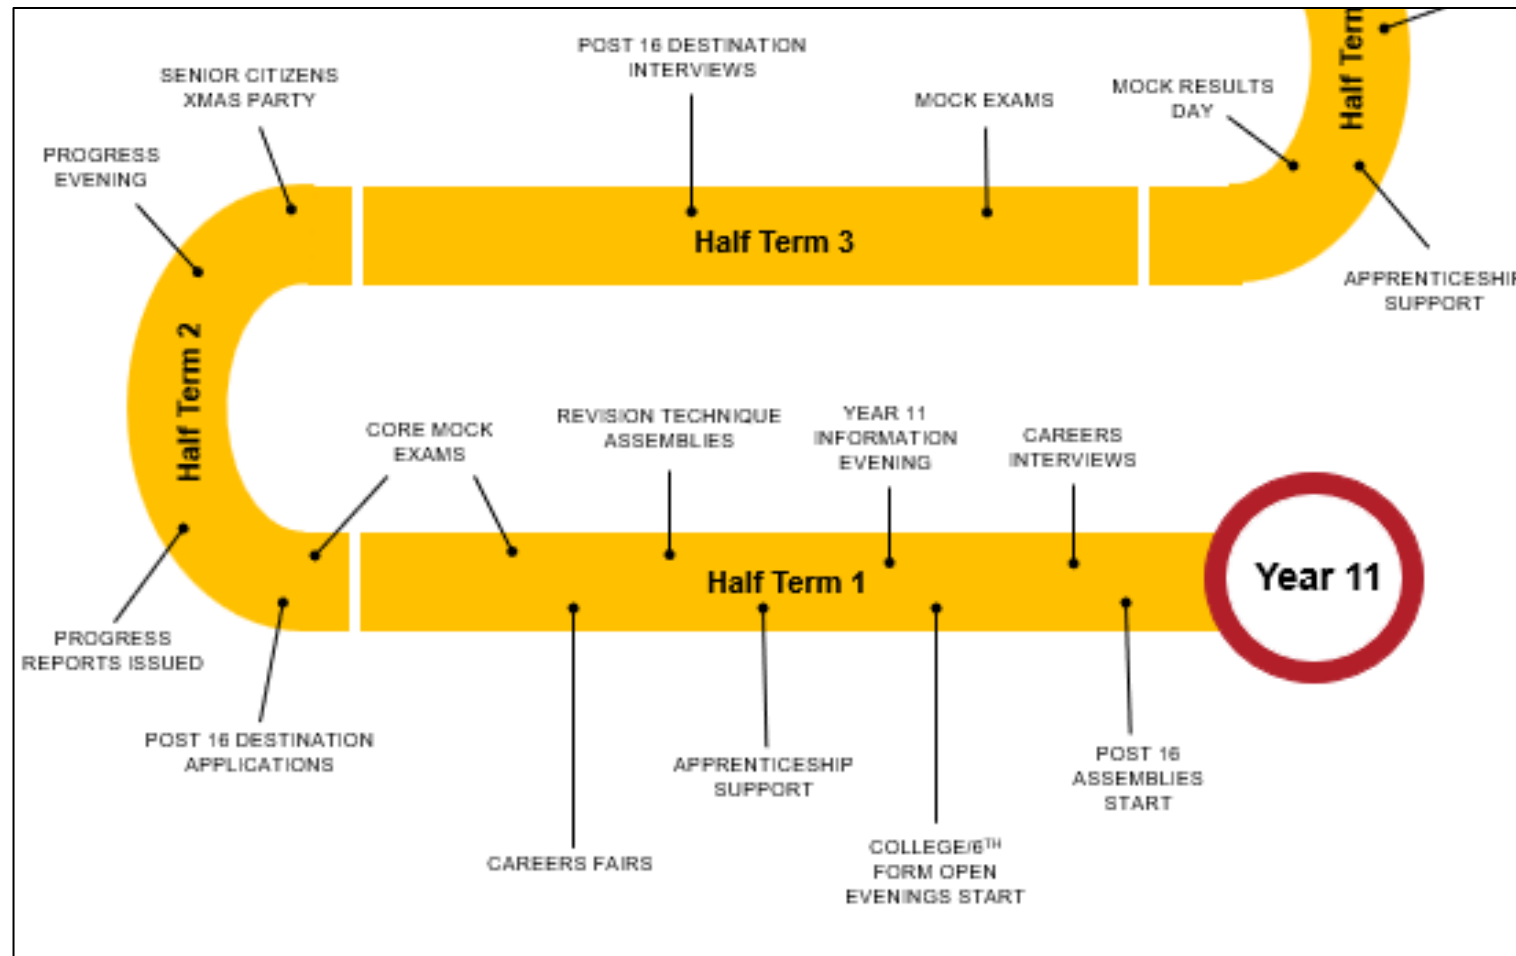 POST 16 DESTINATION
INTERVIEWS
SENIOR CITIZENS
XMAS PARTY
MOCK EXAMS
MOCK RESULTS
DAY
Half
PROGRESS
EVENING
Half Term 3
APPRENTICESHIP
SUPPORT
Half Term 2
CORE MOCK
EXAMS
REVISION TECHNIQUE
ASSEMBLIES
YEAR 11
INFORMATION
EVENING
CAREERS
INTERVIEWS
Half Term 1
Year 11
PROGRESS
REPORTS ISSUED
POST 16 DESTINATION
APPLICATIONS
APPRENTICESHIP
SUPPORT
POST 16
ASSEMBLIES
START
CAREERS FAIRS
COLLEGE/6TH
FORM OPEN
EVENINGS START